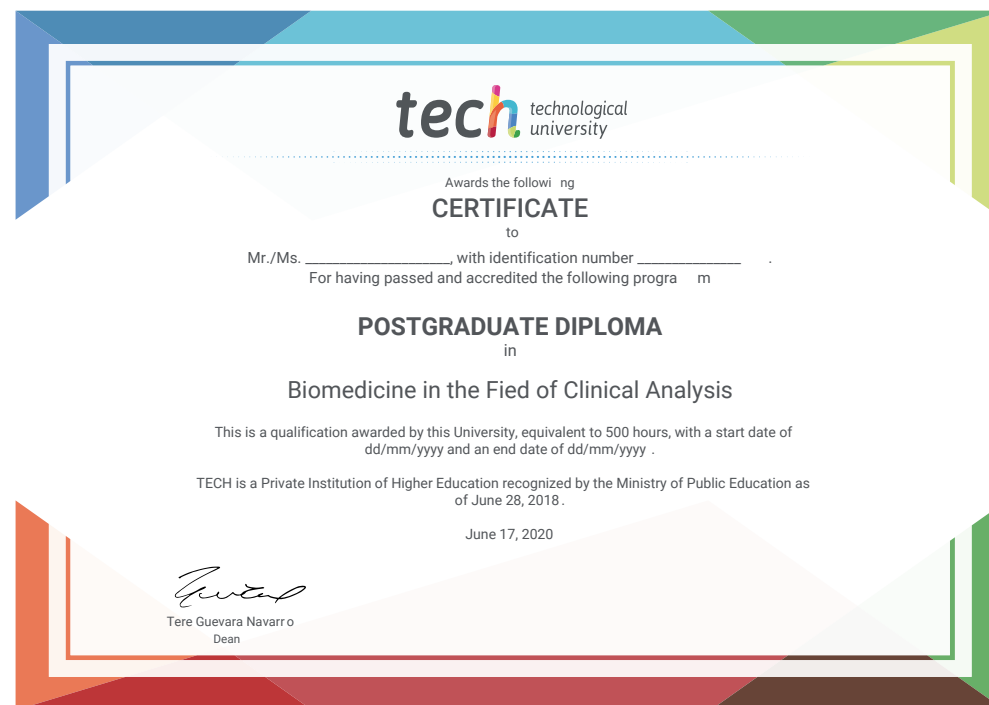 tech technological
university
Awards the followi ng
CERTIFICATE
to
Mr./Ms. _____________________, with identification number _______________ .
For having passed and accredited the following progra m
POSTGRADUATE DIPLOMA
in
Biomedicine in the Fied of Clinical Analysis
This is a qualification awarded by this University, equivalent to 500 hours, with a start date of
dd/mm/yyyy and an end date of dd/mm/yyyy .
TECH is a Private Institution of Higher Education recognized by the Ministry of Public Education as
of June 28, 2018.
June 17, 2020
Tere Guevara Navarro
Dean